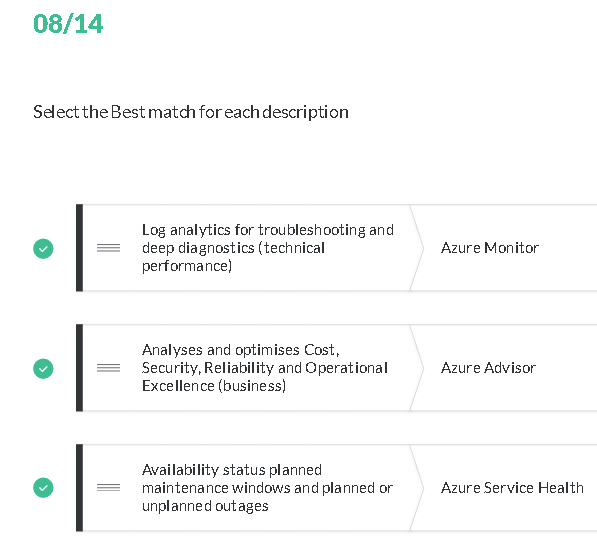 08/14
Select the Best match for each description
Log analytics for troubleshooting and
deep diagnostics (technical
performance)
Azure Monitor
Analyses and optimises Cost,
Security, Reliability and Operational
Excellence (business)
Azure Advisor
Availability status planned
maintenance windows and planned or
unplanned outages
Azure Service Health